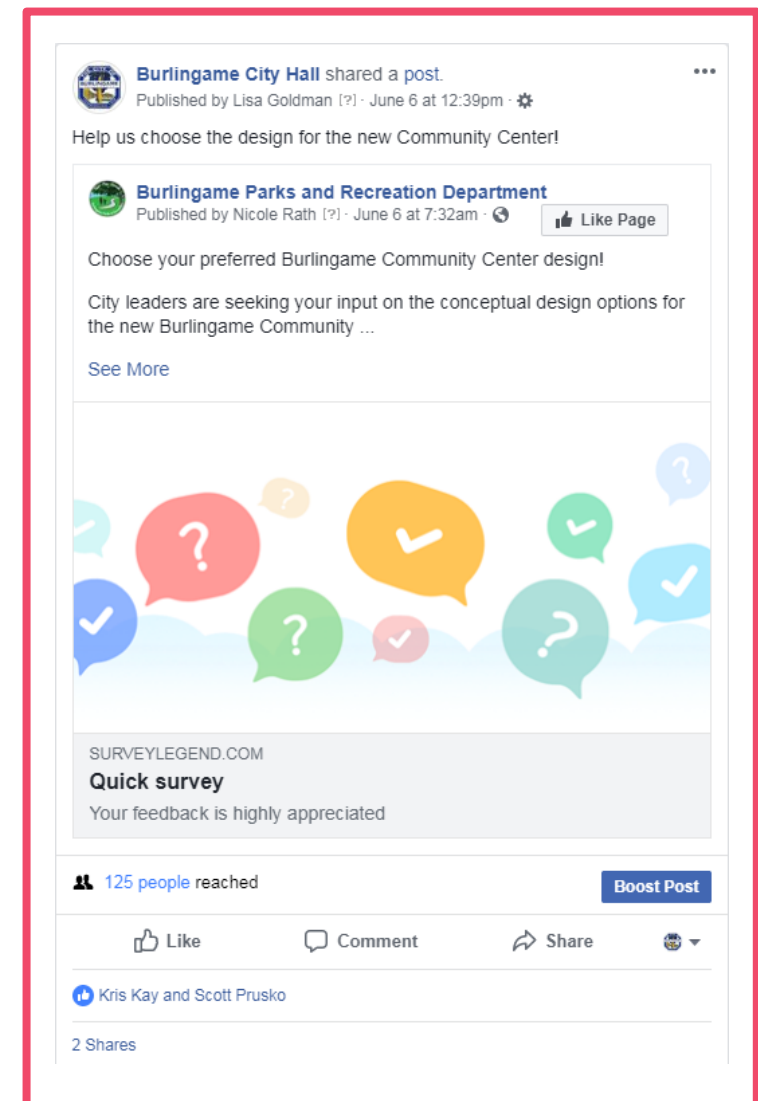 Burlingame City Hall shared a post.
Published by Lisa Goldman [?] · June 6 at 12:39pm ·
Help us choose the design for the new Community Center!
Burlingame Parks and Recreation Department
Published by Nicole Rath [?] · June 6 at 7:32am ·
Like Page
Choose your preferred Burlingame Community Center design!
City leaders are seeking your input on the conceptual design options for
the new Burlingame Community ...
See More
? ? ? ? ?
SURVEYLEGEND.COM
Quick survey
Your feedback is highly appreciated
125 people reached
Boost Post
Like Comment Share
Kris Kay and Scott Prusko
2 Shares